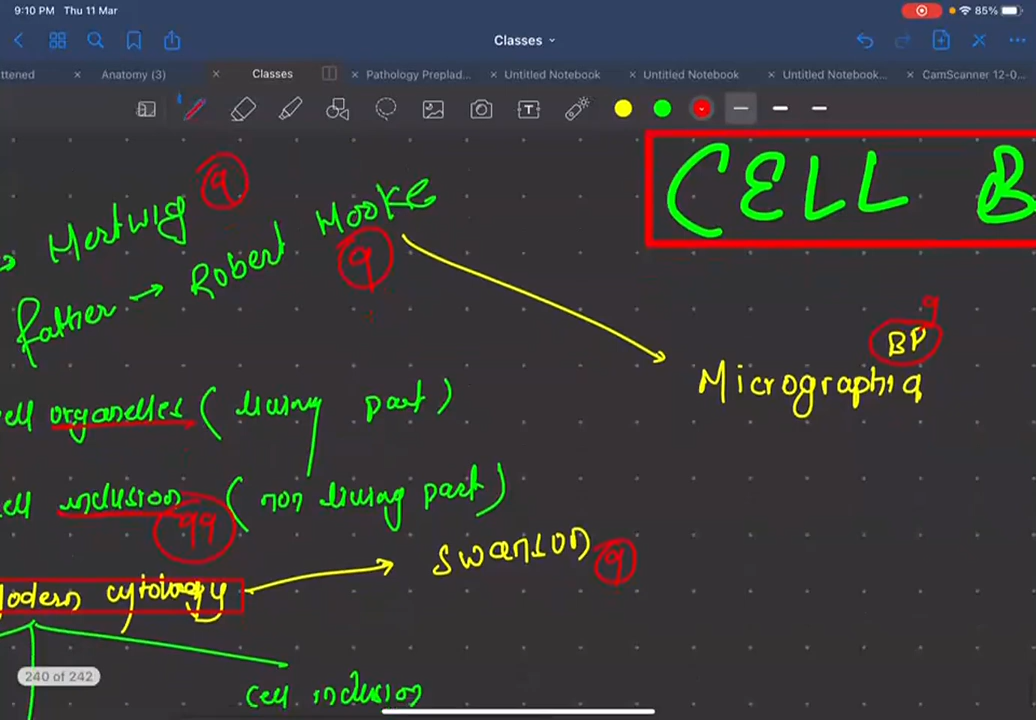 9:10 PM Thu 11 Mar
85%
Classes
ttened
Anatomy (3)
Classes
Pathology Preplad...
Untitled Notebook
Untitled Notebook
Untitled Notebook...
CamScanner 12-0...
CELL B
Hertwig q
father → Robert Hooke
q
BP q
Micrographia
ell organelles (living part)
ell inclusion (non living part)
qq
Modern cytology → Swanson q
240 of 242
Cell inclusion